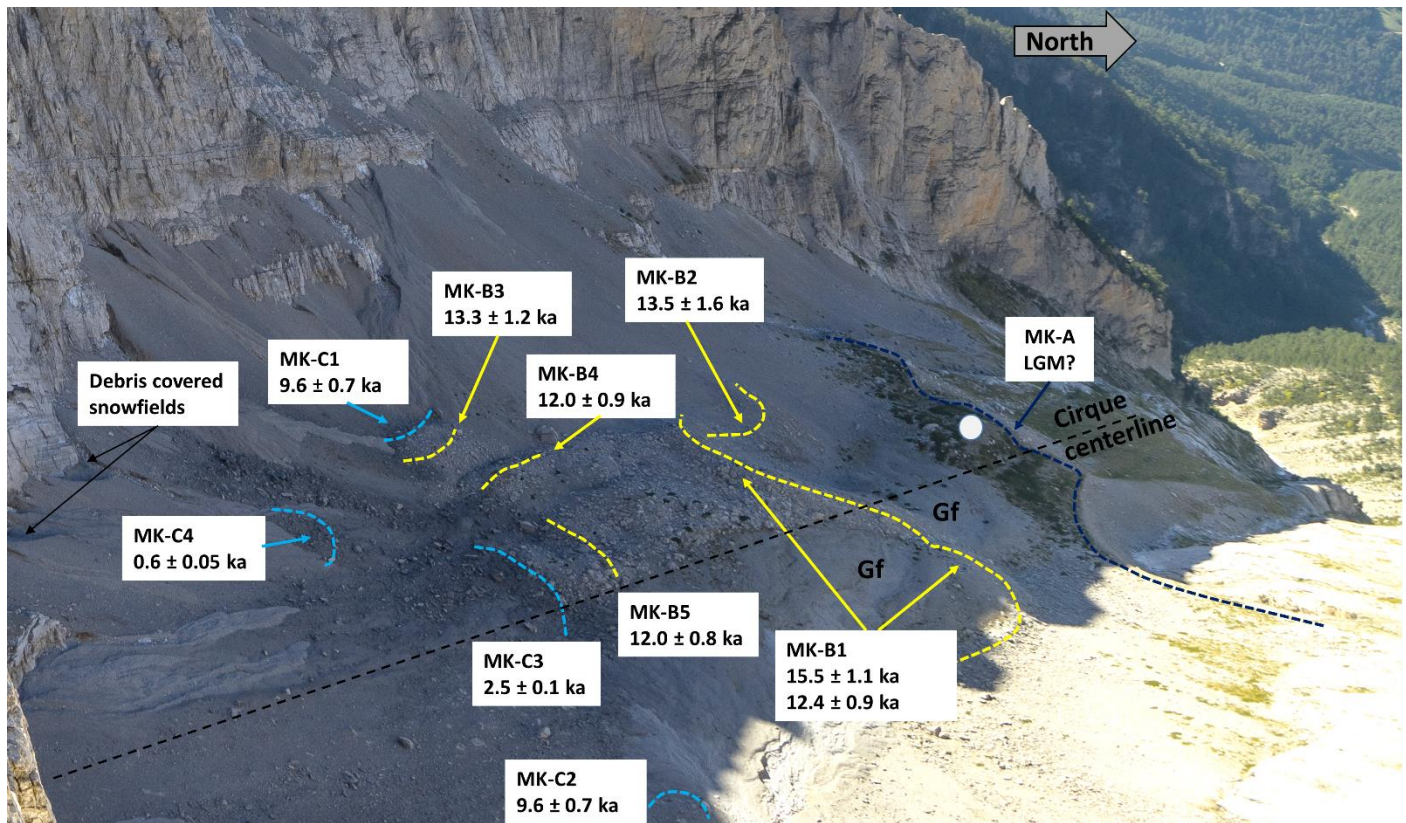 North
MK-B2
13.5 ± 1.6 ka
MK-B3
13.3 ± 1.2 ka
MK-A
LGM?
MK-C1
9.6 ± 0.7 ka
MK-B4
12.0 ± 0.9 ka
Debris covered
snowfields
Cirque
centerline
MK-C4
0.6 ± 0.05 ka
Gf
Gf
MK-B5
12.0 ± 0.8 ka
MK-C3
2.5 ± 0.1 ka
MK-B1
15.5 ± 1.1 ka
12.4 ± 0.9 ka
MK-C2
9.6 ± 0.7 ka